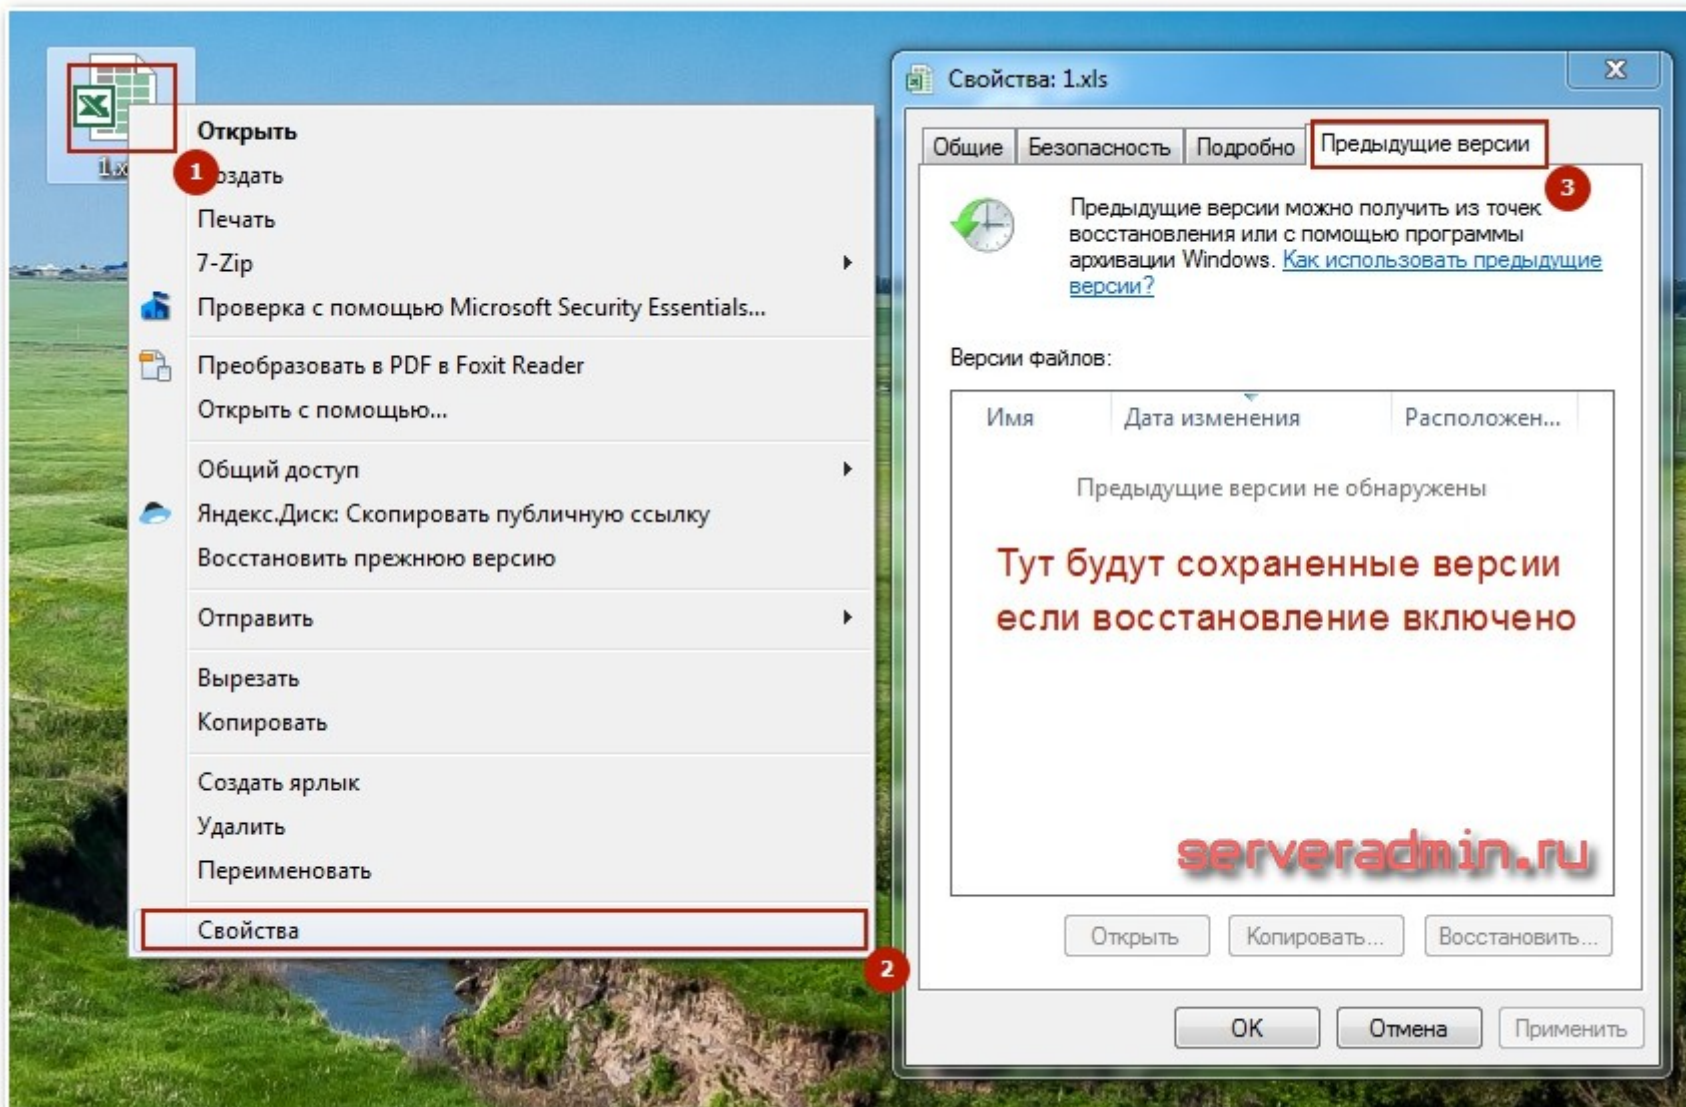 1.x
1
Открыть
оздать
Печать
7-Zip
Проверка с помощью Microsoft Security Essentials...
Преобразовать в PDF в Foxit Reader
Открыть с помощью...
Общий доступ
Яндекс.Диск: Скопировать публичную ссылку
Восстановить прежнюю версию
Отправить
Вырезать
Копировать
Создать ярлык
Удалить
Переименовать
Свойства
2
Свойства: 1.xls
Общие Безопасность Подробно Предыдущие версии
3
Предыдущие версии можно получить из точек
восстановления или с помощью программы
архивации Windows. Как использовать предыдущие
версии?
Версии файлов:
Имя Дата изменения Расположен...
Предыдущие версии не обнаружены
Тут будут сохраненные версии
если восстановление включено
serveradmin.ru
Открыть Копировать... Восстановить...
ОК Отмена Применить